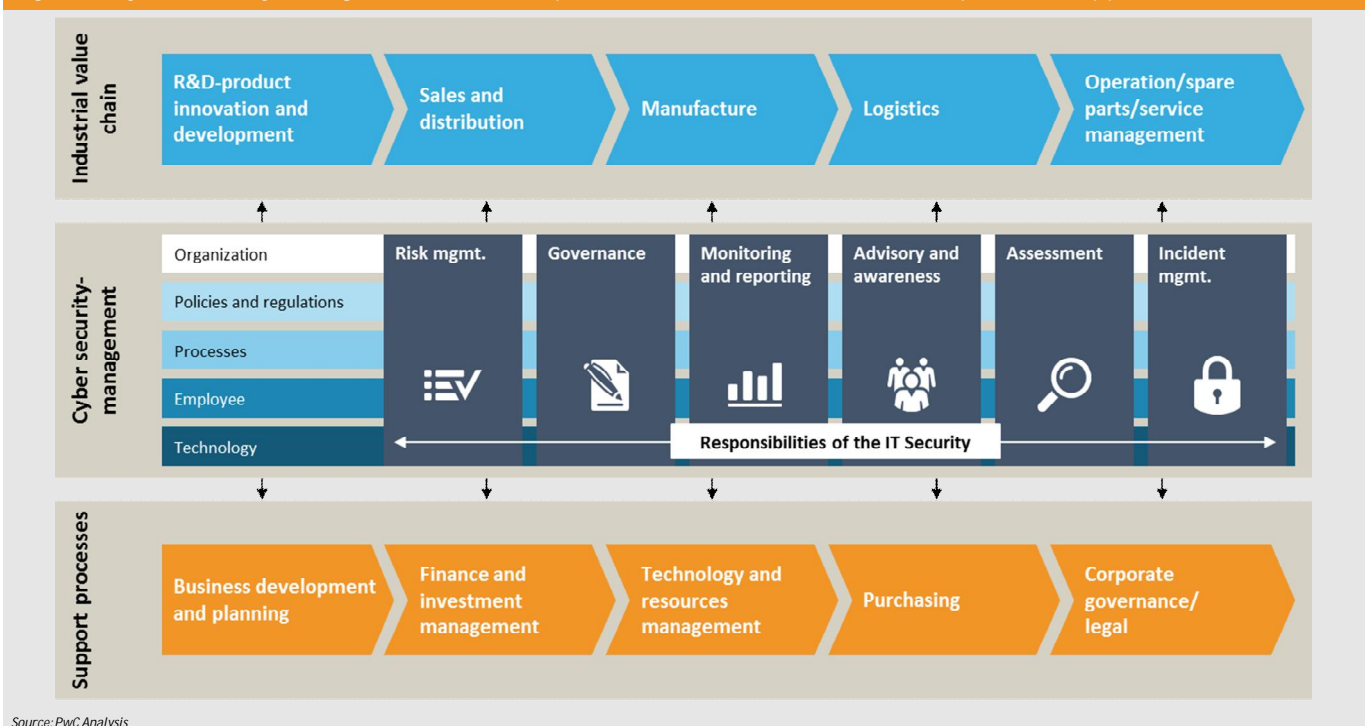 Industrial value
chain
R&D-product
innovation and
development
Sales and
distribution
Manufacture
Logistics
Operation/spare
parts/service
management
Cyber security-
management
Organization
Policies and regulations
Processes
Employee
Technology
Risk mgmt.
Governance
Monitoring
and reporting
Advisory and
awareness
Assessment
Incident
mgmt.
Responsibilities of the IT Security
Support processes
Business development
and planning
Finance and
investment
management
Technology and
resources
management
Purchasing
Corporate
governance/
legal
Source: PwC Analysis